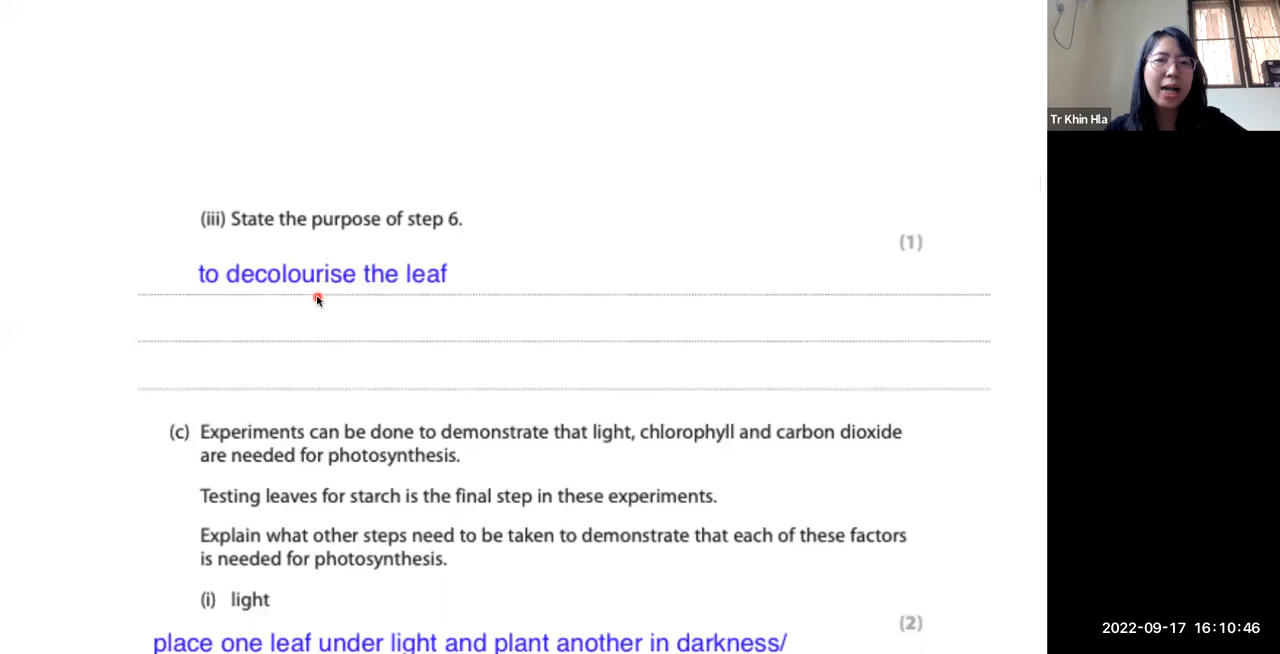 (iii) State the purpose of step 6.
(1)
to decolourise the leaf
(c) Experiments can be done to demonstrate that light, chlorophyll and carbon dioxide
are needed for photosynthesis.
Testing leaves for starch is the final step in these experiments.
Explain what other steps need to be taken to demonstrate that each of these factors
is needed for photosynthesis.
(i) light
(2)
place one leaf under light and plant another in darkness/
Tr Khin Hla
2022-09-17 16:10:46